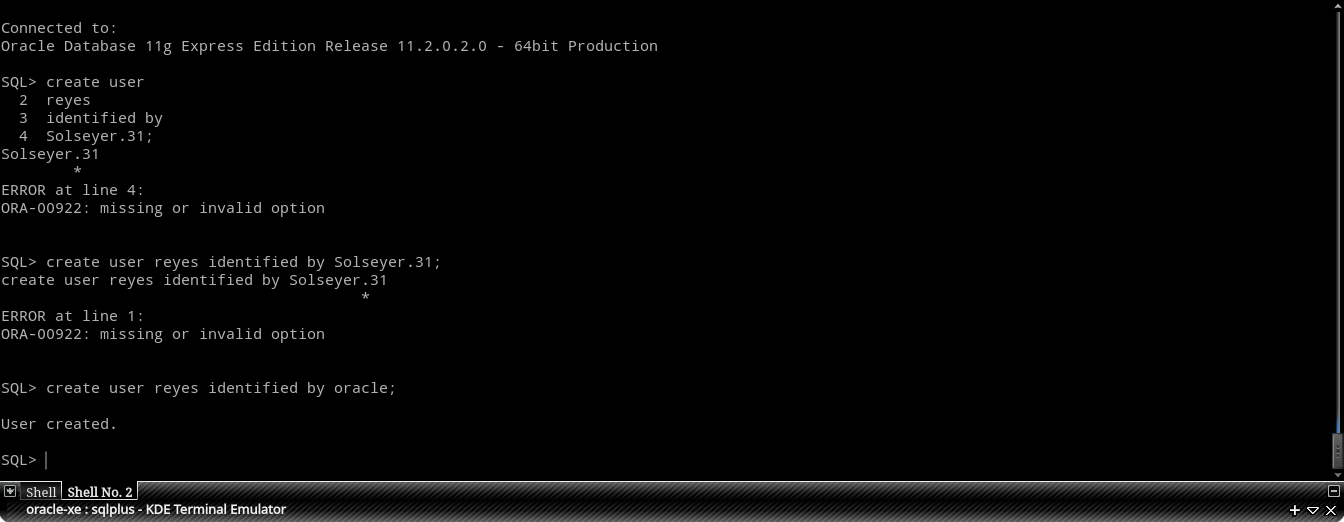 Connected to:
Oracle Database 11g Express Edition Release 11.2.0.2.0 - 64bit Production
SQL> create user
  2  reyes
  3  identified by
  4  Solseyer.31;
Solseyer.31
        *
ERROR at line 4:
ORA-00922: missing or invalid option
SQL> create user reyes identified by Solseyer.31;
create user reyes identified by Solseyer.31
                                        *
ERROR at line 1:
ORA-00922: missing or invalid option
SQL> create user reyes identified by oracle;
User created.
SQL>
Shell Shell No. 2
oracle-xe : sqlplus - KDE Terminal Emulator